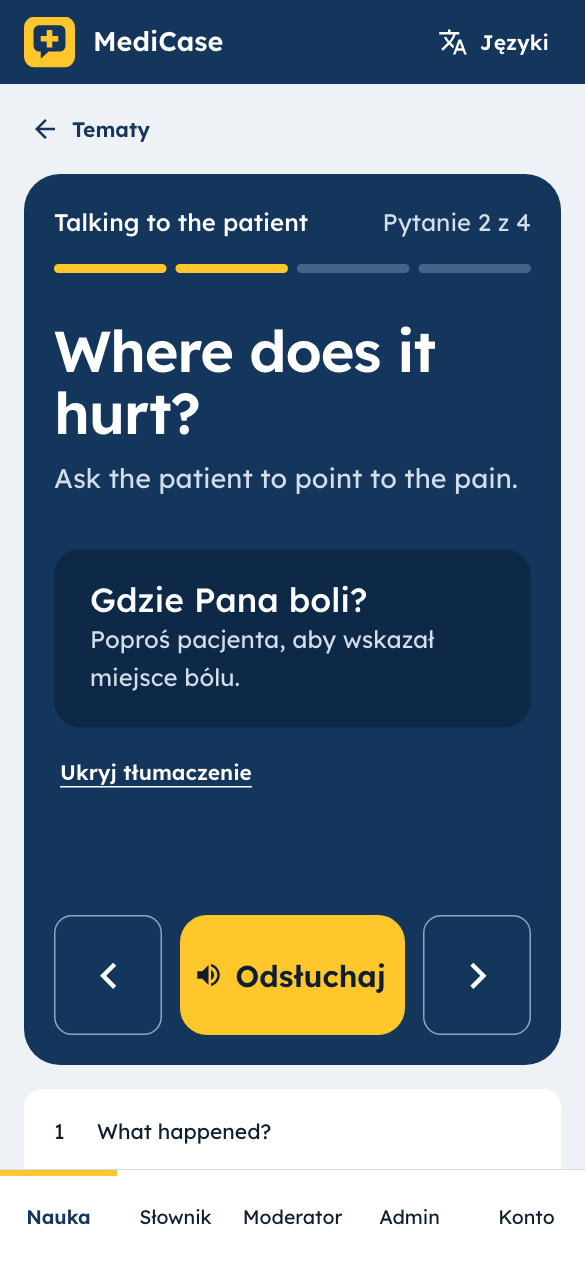 MediCase
Języki
Tematy
Talking to the patient
Pytanie 2 z 4
Where does it
hurt?
Ask the patient to point to the pain.
Gdzie Pana boli?
Poproś pacjenta, aby wskazał
miejsce bólu.
Ukryj tłumaczenie
Odsłuchaj
1 What happened?
Nauka
Słownik
Moderator
Admin
Konto